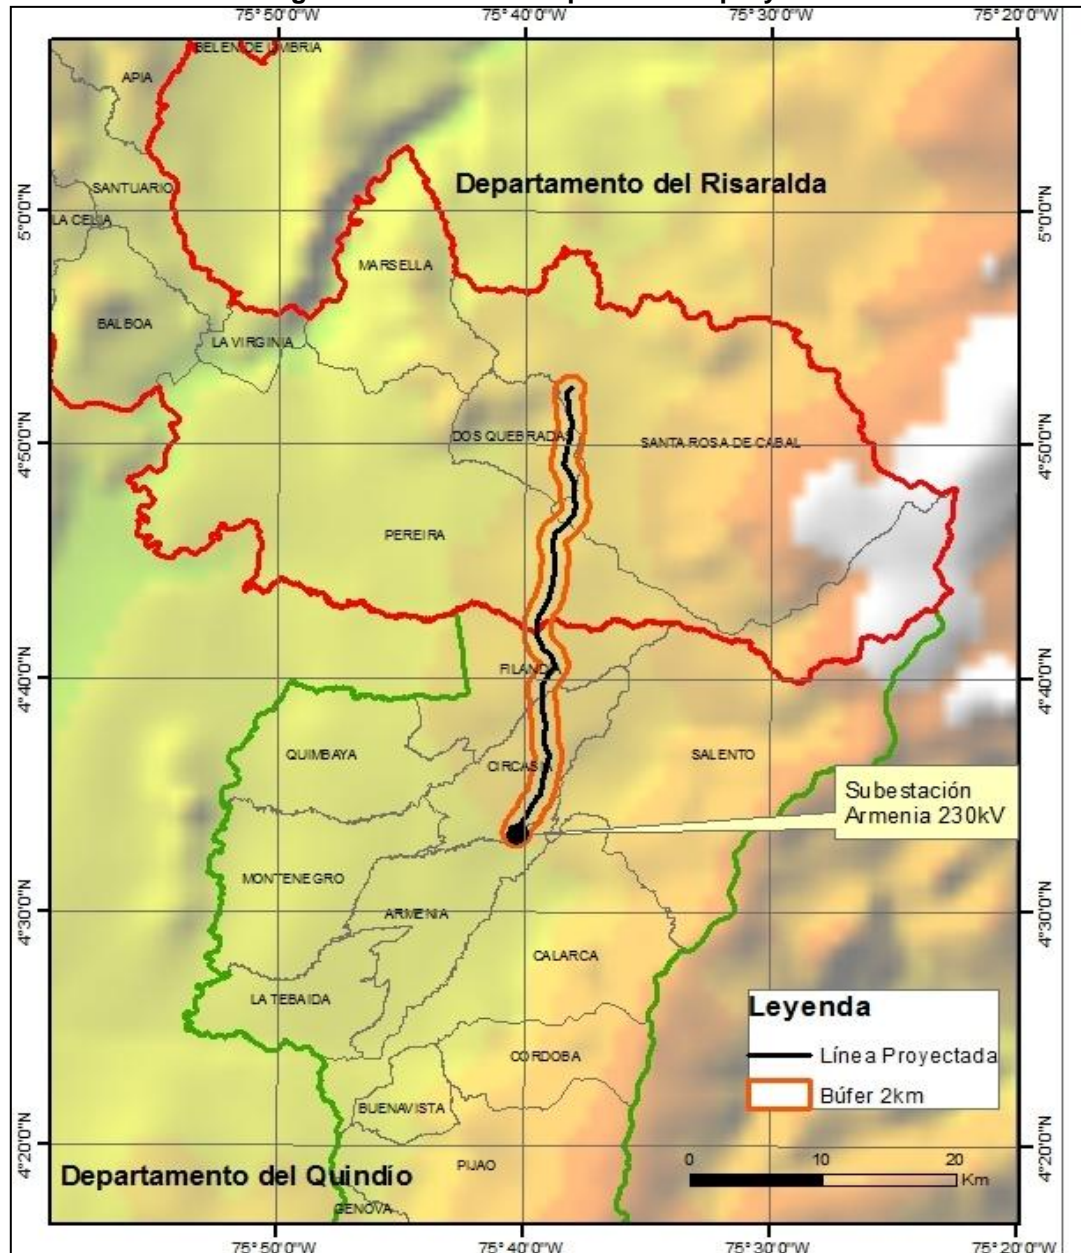 75°50'0"W 75°40'0"W 75°30'0"W 75°20'0"W
BELEN DE UMBRIA
APIA
Departamento del Risaralda
SANTUARIO
5°0'0"N 5°0'0"N
LA CELIA
MARSELLA
BALBOA
LA VIRGINIA
DOS QUEBRADAS
SANTA ROSA DE CABAL
4°50'0"N 4°50'0"N
PEREIRA
FILANDIA
4°40'0"N 4°40'0"N
QUIMBAYA
CIRCASIA
SALENTO
Subestación
Armenia 230kV
MONTENEGRO
ARMENIA
4°30'0"N 4°30'0"N
CALARCA
LA TEBAIDA
Leyenda
Línea Proyectada
Búfer 2km
CORDOBA
BUENAVISTA
4°20'0"N 4°20'0"N
PIJAO
Departamento del Quindío
GENOVA
0 10 20
Km
75°50'0"W 75°40'0"W 75°30'0"W 75°20'0"W